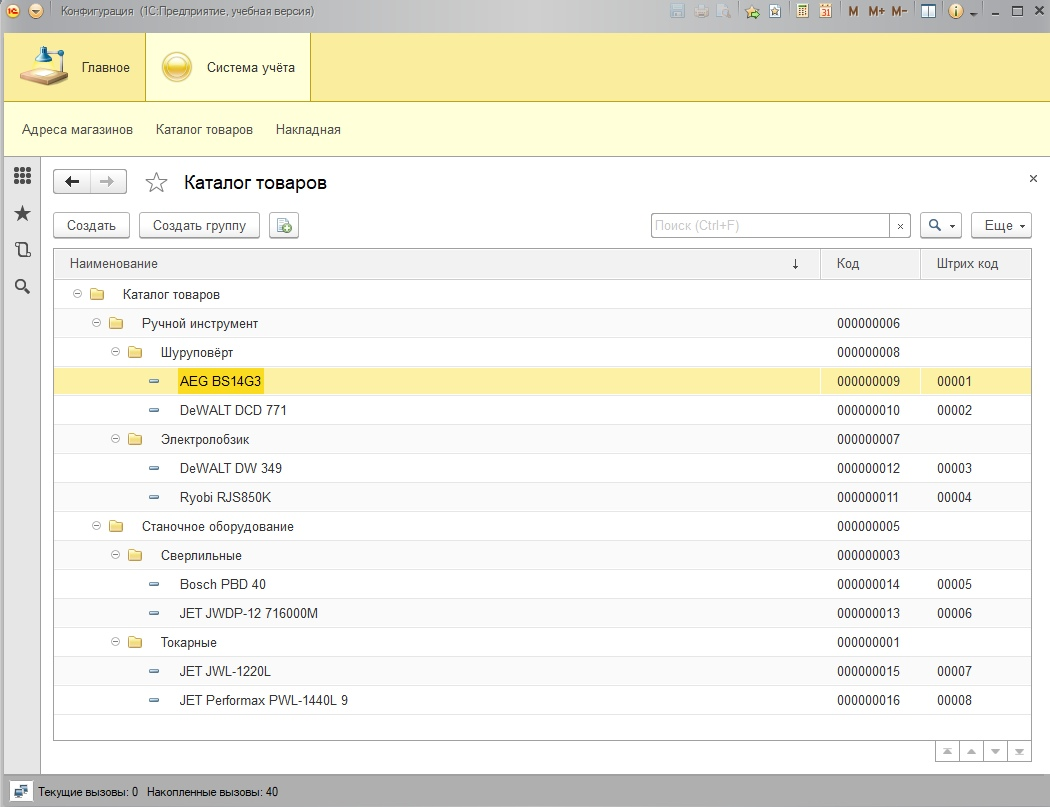 Конфигурация (1С:Предприятие, учебная версия) 31 M M+ M-
Главное Система учёта
Адреса магазинов Каталог товаров Накладная
Каталог товаров
Создать Создать группу Поиск (Ctrl+F) Еще
Наименование Код Штрих код
Каталог товаров
Ручной инструмент 000000006
Шуруповёрт 000000008
AEG BS14G3 000000009 00001
DeWALT DCD 771 000000010 00002
Электролобзик 000000007
DeWALT DW 349 000000012 00003
Ryobi RJS850K 000000011 00004
Станочное оборудование 000000005
Сверлильные 000000003
Bosch PBD 40 000000014 00005
JET JWDP-12 716000M 000000013 00006
Токарные 000000001
JET JWL-1220L 000000015 00007
JET Performax PWL-1440L 9 000000016 00008
Текущие вызовы: 0 Накопленные вызовы: 40